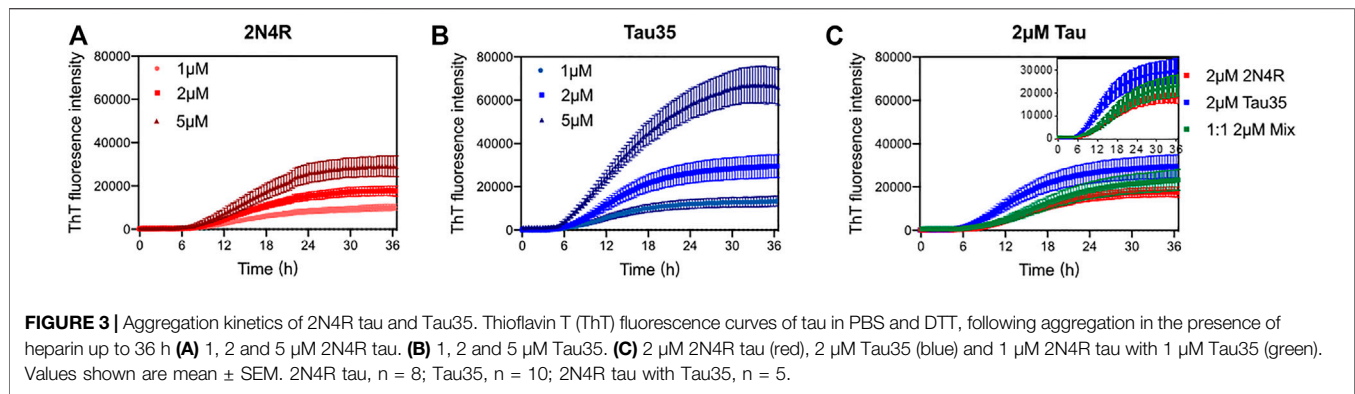 A
2N4R
ThT fluoresence intensity
80000
60000
40000
20000
0
1µM
2µM
5µM
0 6 12 18 24 30 36
Time (h)
B
Tau35
ThT fluoresence intensity
80000
60000
40000
20000
0
1µM
2µM
5µM
0 6 12 18 24 30 36
Time (h)
C
2µM Tau
ThT fluoresence intensity
80000
60000
40000
20000
0
30000
20000
10000
0
0 6 12 18 24 30 36
0 6 12 18 24 30 36
Time (h)
2µM 2N4R
2µM Tau35
1:1 2µM Mix
FIGURE 3 | Aggregation kinetics of 2N4R tau and Tau35. Thioflavin T (ThT) fluorescence curves of tau in PBS and DTT, following aggregation in the presence of
heparin up to 36 h (A) 1, 2 and 5 µM 2N4R tau. (B) 1, 2 and 5 µM Tau35. (C) 2 µM 2N4R tau (red), 2 µM Tau35 (blue) and 1 µM 2N4R tau with 1 µM Tau35 (green).
Values shown are mean ± SEM. 2N4R tau, n = 8; Tau35, n = 10; 2N4R tau with Tau35, n = 5.